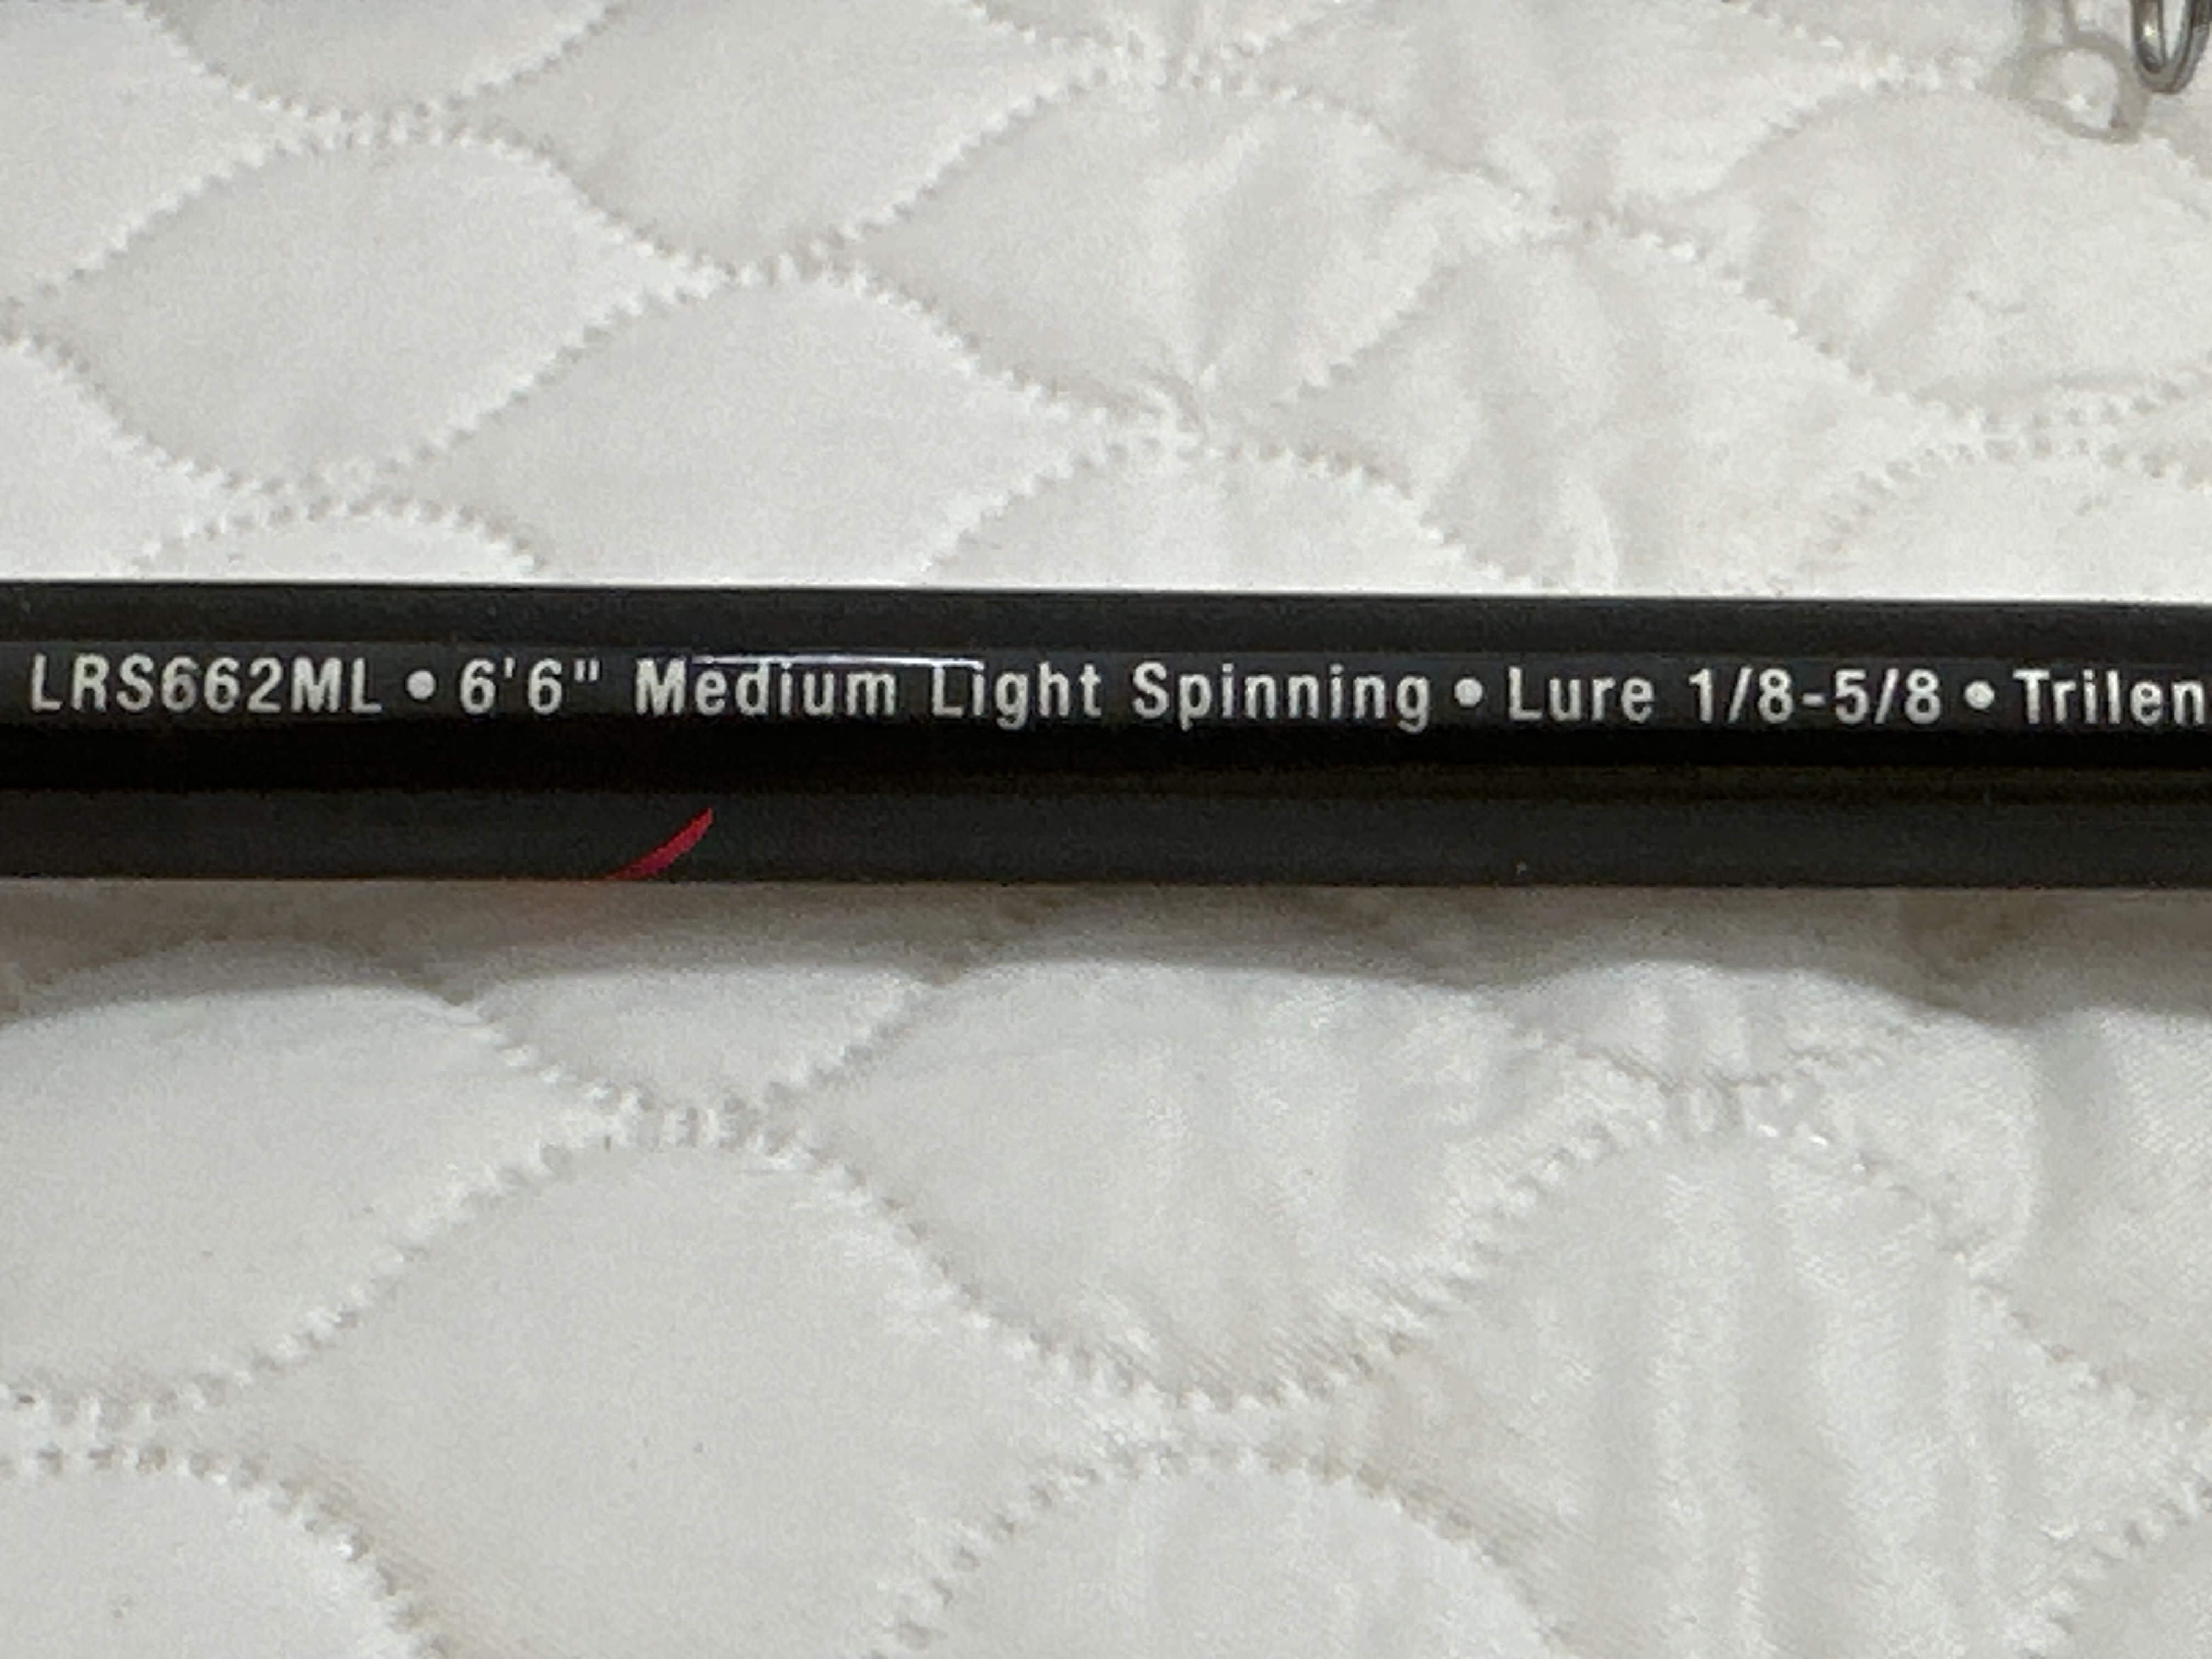 LRS662ML • 6'6" Medium Light Spinning • Lure 1/8-5/8 • Trilen